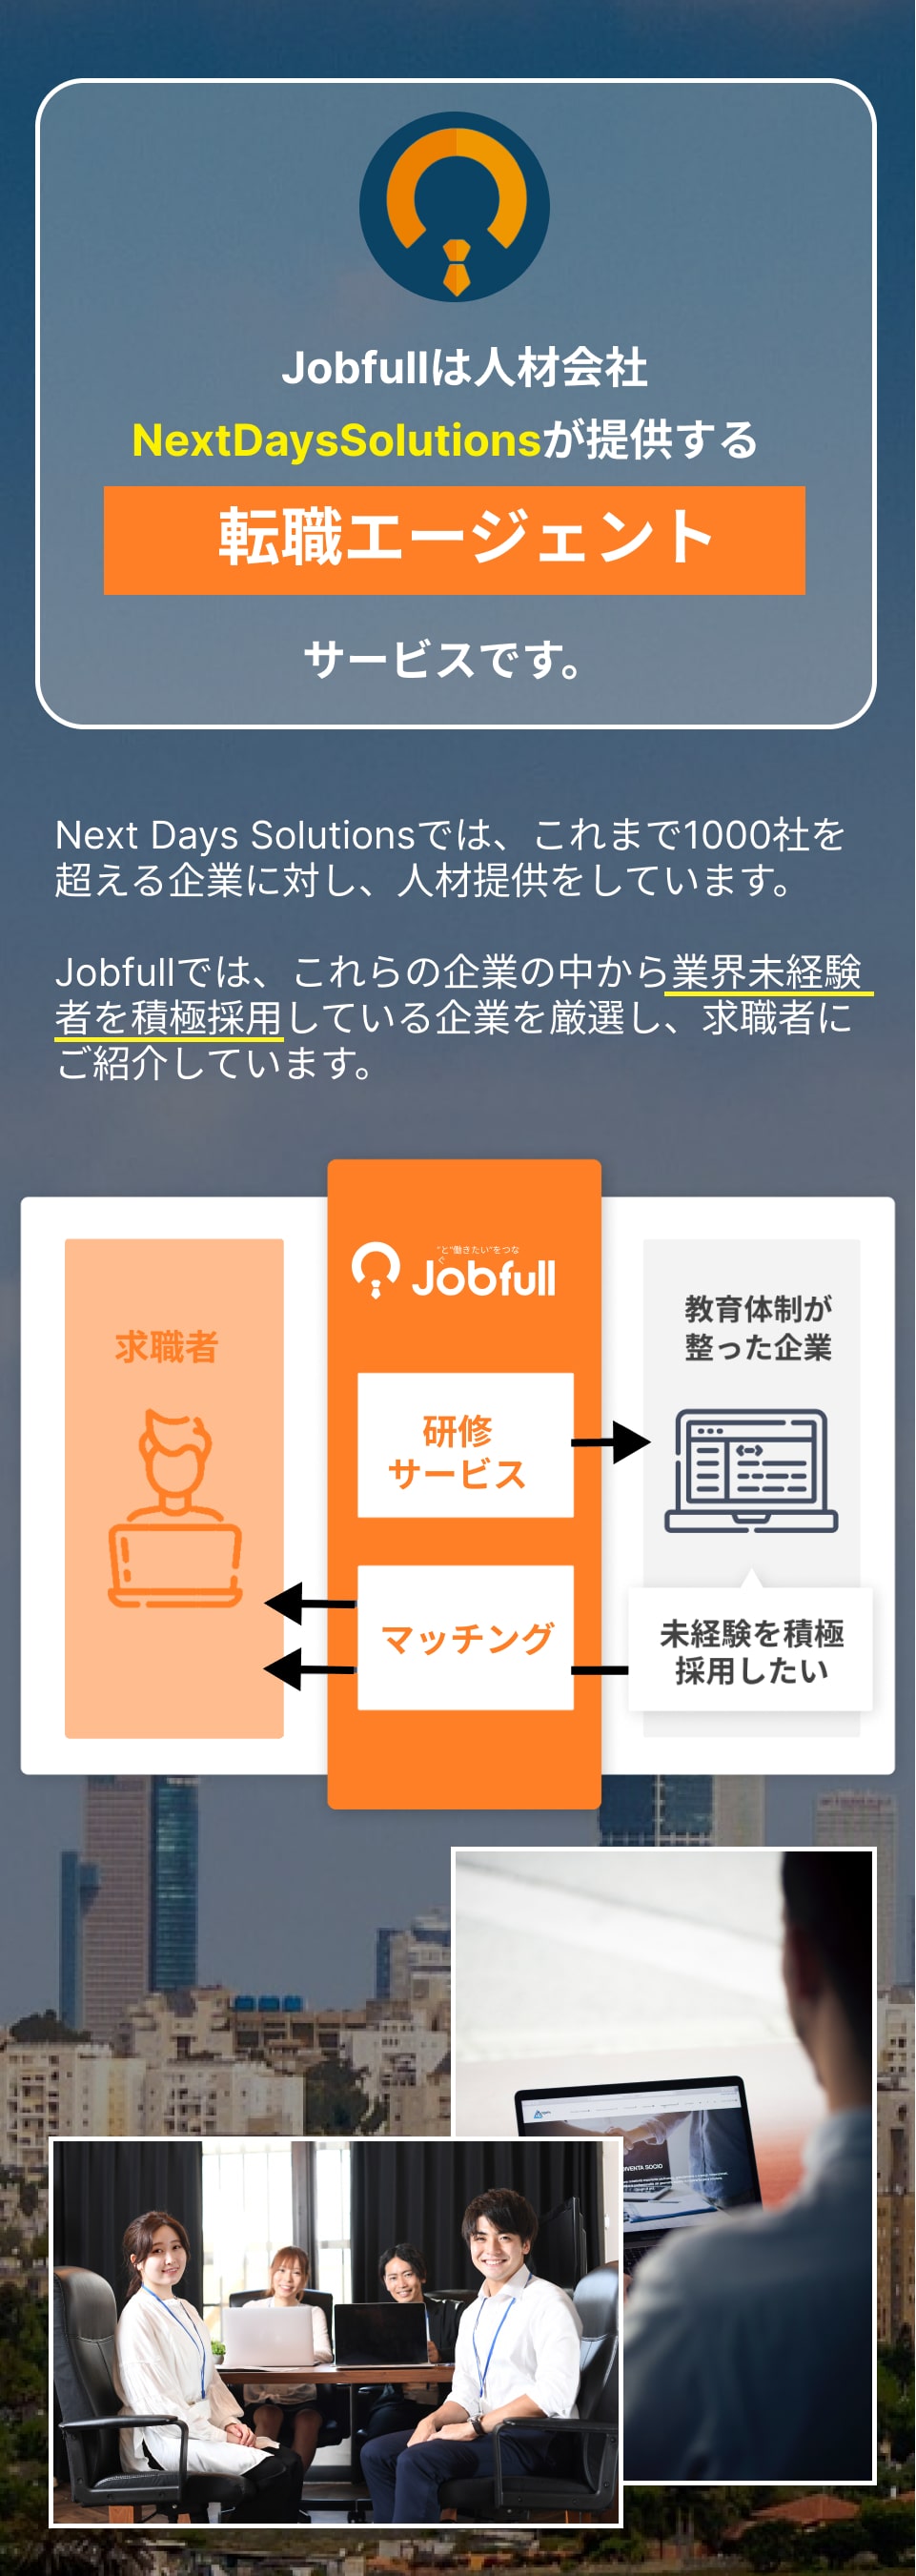 Jobfullは人材会社
NextDaysSolutionsが提供する
転職エージェント
サービスです。
Next Days Solutionsでは、これまで1000社を
超える企業に対し、人材提供をしています。
Jobfullでは、これらの企業の中から業界未経験
者を積極採用している企業を厳選し、求職者に
ご紹介しています。
求職者
"と"働きたい"をつな
ぐ
Jobfull
研修
サービス
マッチング
教育体制が
整った企業
未経験を積極
採用したい